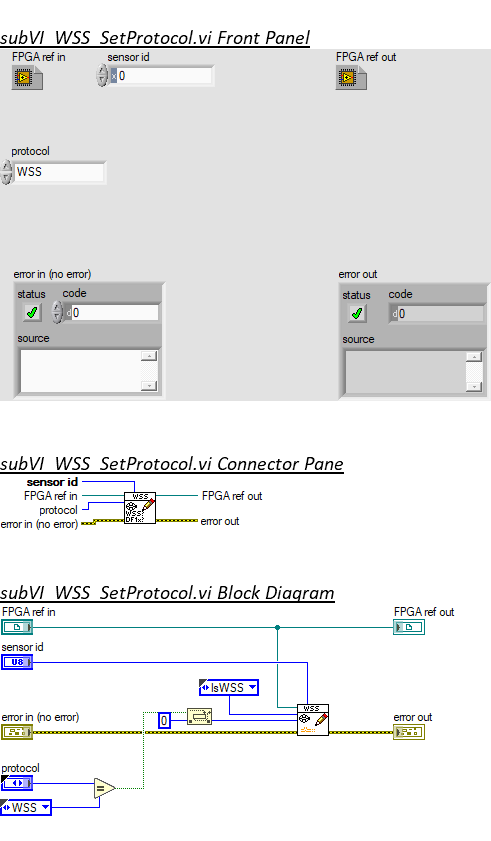 subVI_WSS_SetProtocol.vi Front Panel
FPGA ref in
sensor id
FPGA ref out
x 0
protocol
WSS
error in (no error)
error out
status
code
status
code
d 0
d 0
source
source
subVI_WSS_SetProtocol.vi Connector Pane
sensor id
FPGA ref in
protocol
error in (no error)
WSS
WSS
DF1x?
FPGA ref out
error out
subVI_WSS_SetProtocol.vi Block Diagram
FPGA ref in
FPGA ref out
sensor id
U8
IsWSS
WSS
error in (no error)
0
error out
protocol
=
WSS